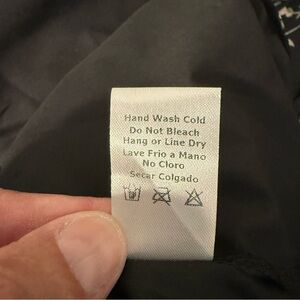 Hand Wash Cold
Do Not Bleach
Hang or Line Dry
Lave Frio a Mano
No Cloro
Secar Colgado